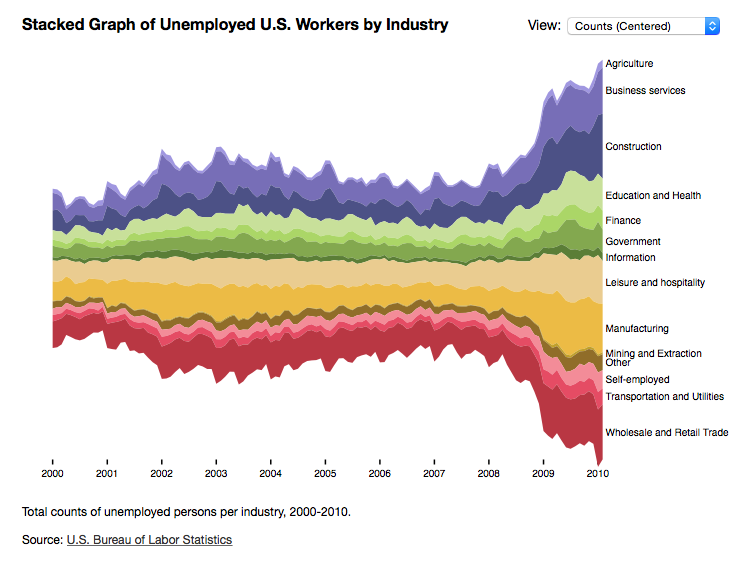 Stacked Graph of Unemployed U.S. Workers by Industry
View: Counts (Centered)
Agriculture
Business services
Construction
Education and Health
Finance
Government
Information
Leisure and hospitality
Manufacturing
Mining and Extraction
Other
Self-employed
Transportation and Utilities
Wholesale and Retail Trade
2000 2001 2002 2003 2004 2005 2006 2007 2008 2009 2010
Total counts of unemployed persons per industry, 2000-2010.
Source: U.S. Bureau of Labor Statistics